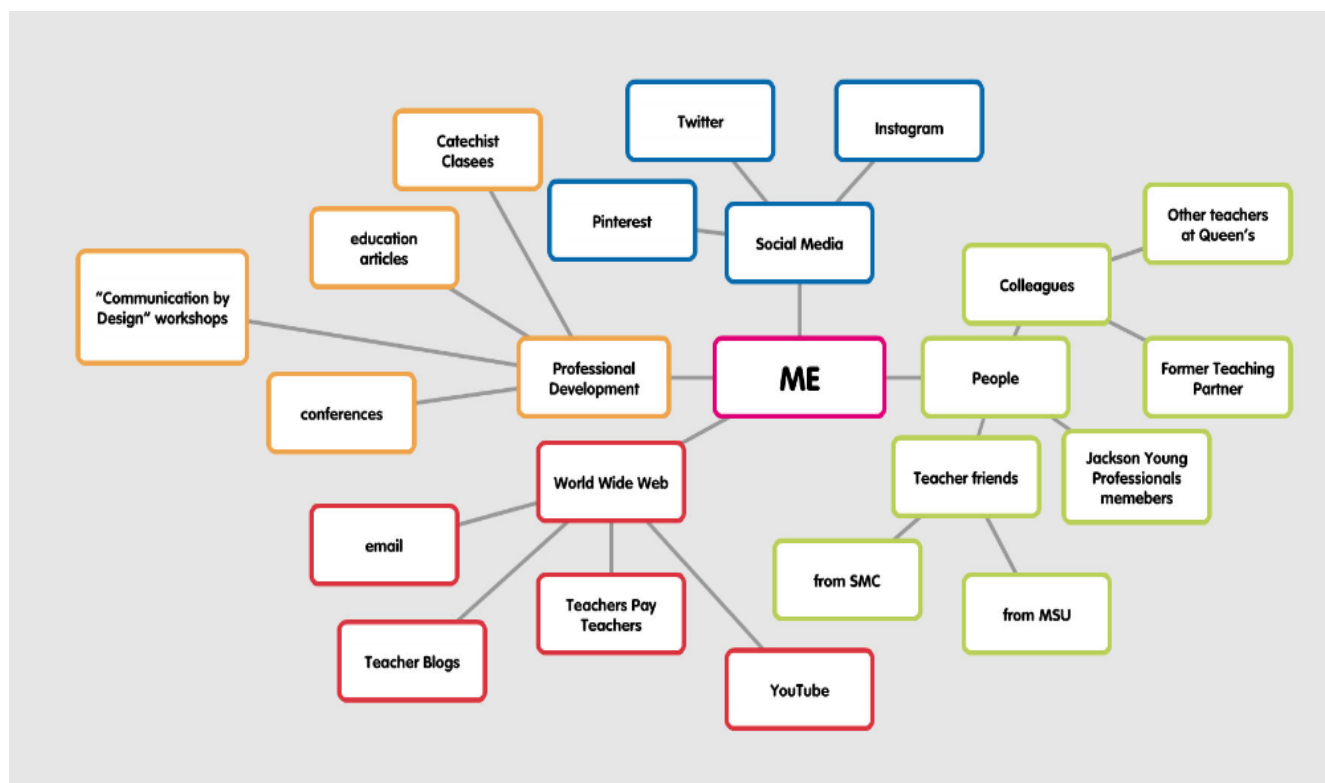 Twitter
Instagram
Catechist
Clasees
Pinterest
Social Media
Other teachers
at Queen's
education
articles
Colleagues
"Communication by
Design" workshops
Professional
Development
ME
People
Former Teaching
Partner
conferences
World Wide Web
Teacher friends
Jackson Young
Professionals
memebers
email
from SMC
from MSU
Teachers Pay
Teachers
Teacher Blogs
YouTube